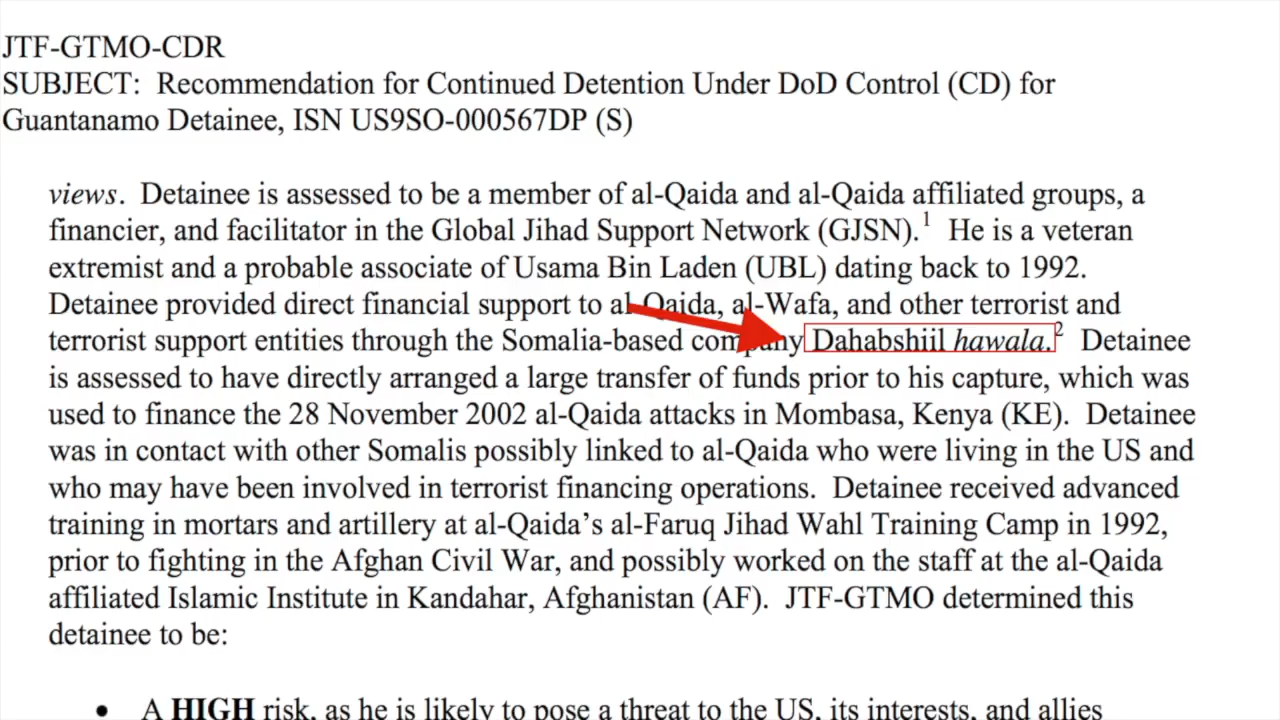 JTF-GTMO-CDR
SUBJECT: Recommendation for Continued Detention Under DoD Control (CD) for
Guantanamo Detainee, ISN US9SO-000567DP (S)
views. Detainee is assessed to be a member of al-Qaida and al-Qaida affiliated groups, a
financier, and facilitator in the Global Jihad Support Network (GJSN).1 He is a veteran
extremist and a probable associate of Usama Bin Laden (UBL) dating back to 1992.
Detainee provided direct financial support to al-Qaida, al-Wafa, and other terrorist and
terrorist support entities through the Somalia-based company Dahabshiil hawala.2 Detainee
is assessed to have directly arranged a large transfer of funds prior to his capture, which was
used to finance the 28 November 2002 al-Qaida attacks in Mombasa, Kenya (KE). Detainee
was in contact with other Somalis possibly linked to al-Qaida who were living in the US and
who may have been involved in terrorist financing operations. Detainee received advanced
training in mortars and artillery at al-Qaida’s al-Faruq Jihad Wahl Training Camp in 1992,
prior to fighting in the Afghan Civil War, and possibly worked on the staff at the al-Qaida
affiliated Islamic Institute in Kandahar, Afghanistan (AF). JTF-GTMO determined this
detainee to be:
• A HIGH risk, as he is likely to pose a threat to the US, its interests, and allies